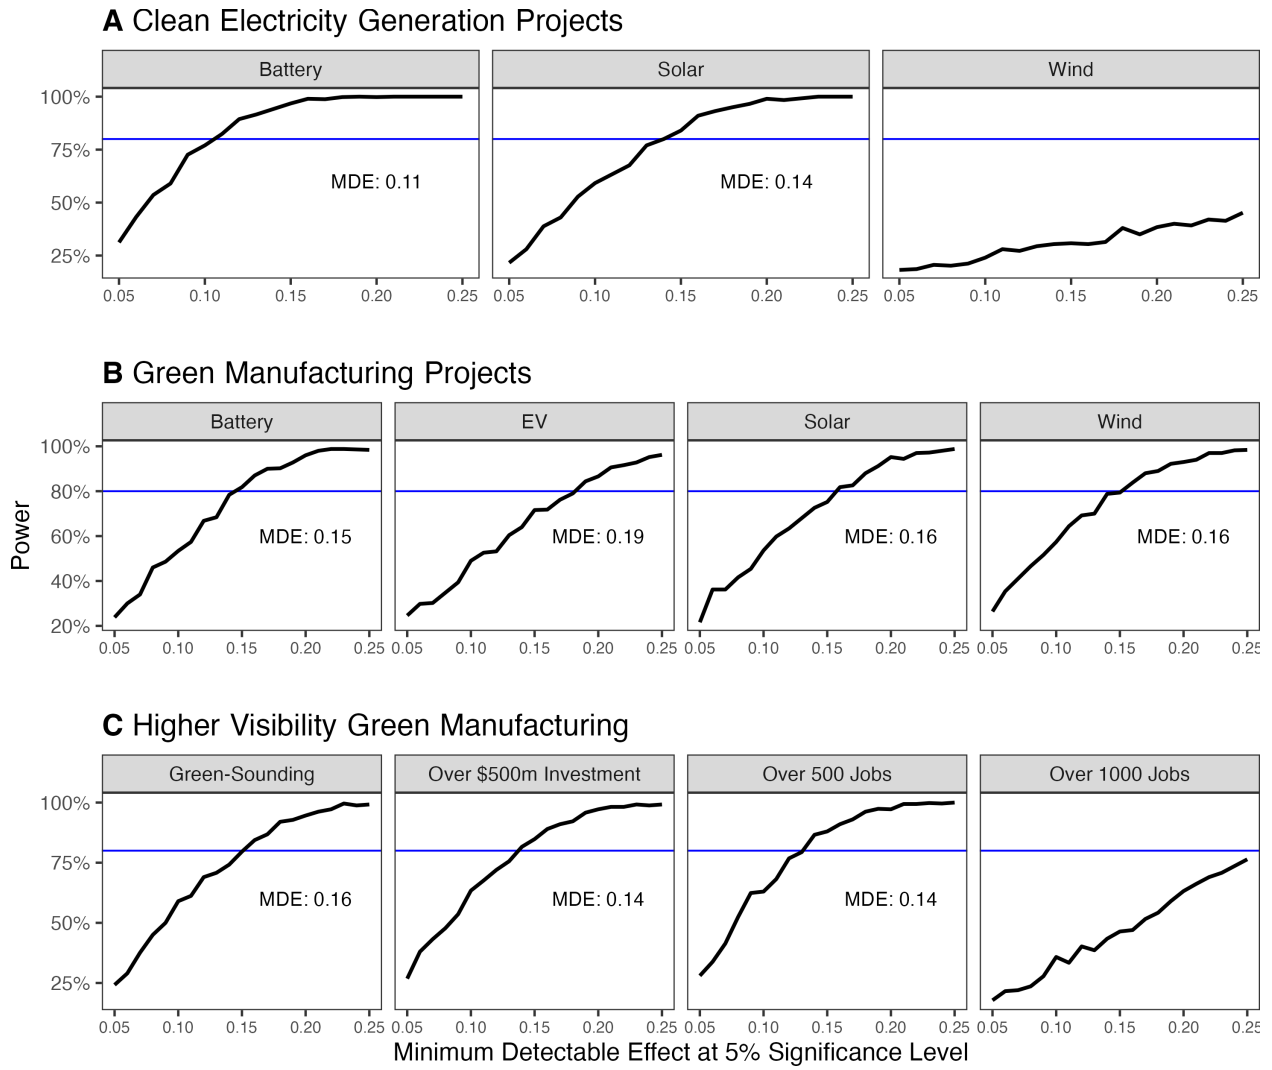 A Clean Electricity Generation Projects
Battery Solar Wind
100%
75%
MDE: 0.11 MDE: 0.14
50%
25%
0.05 0.10 0.15 0.20 0.25 0.05 0.10 0.15 0.20 0.25 0.05 0.10 0.15 0.20 0.25
B Green Manufacturing Projects
Battery EV Solar Wind
100%
80%
MDE: 0.15 MDE: 0.19 MDE: 0.16 MDE: 0.16
60%
40%
20%
0.05 0.10 0.15 0.20 0.25 0.05 0.10 0.15 0.20 0.25 0.05 0.10 0.15 0.20 0.25 0.05 0.10 0.15 0.20 0.25
Power
C Higher Visibility Green Manufacturing
Green-Sounding Over $500m Investment Over 500 Jobs Over 1000 Jobs
100%
75%
MDE: 0.16 MDE: 0.14 MDE: 0.14
50%
25%
0.05 0.10 0.15 0.20 0.25 0.05 0.10 0.15 0.20 0.25 0.05 0.10 0.15 0.20 0.25 0.05 0.10 0.15 0.20 0.25
Minimum Detectable Effect at 5% Significance Level